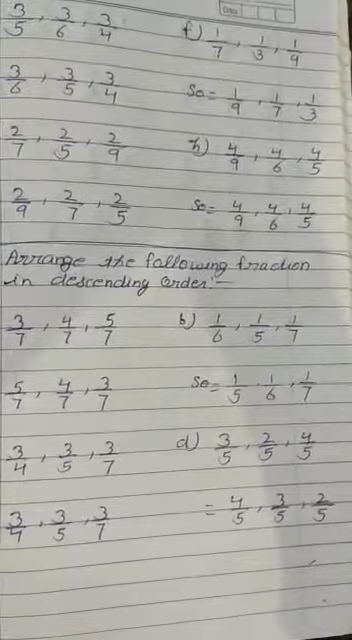 3/5, 3/6, 3/4 f) 1/7, 1/3, 1/9
3/6, 3/5, 3/4 So= 1/9, 1/7, 1/3
2/7, 2/5, 2/9 h) 4/9, 4/6, 4/5
2/9, 2/7, 2/5 So= 4/9, 4/6, 4/5
Arrange the following fraction
in descending order:-
3/7, 4/7, 5/7 b) 1/6, 1/5, 1/7
5/7, 4/7, 3/7 So= 1/5, 1/6, 1/7
3/4, 3/5, 3/7 d) 3/5, 2/5, 4/5
3/4, 3/5, 3/7 = 4/5, 3/5, 2/5